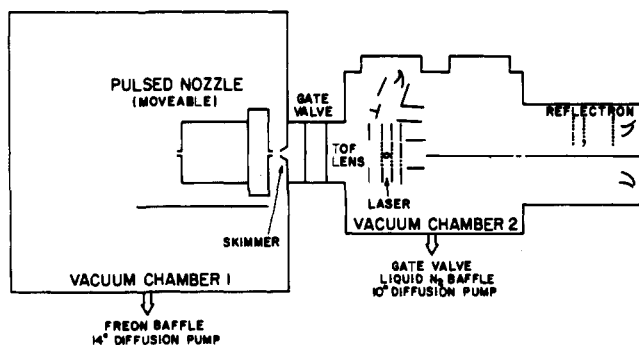 PULSED NOZZLE
(MOVEABLE)
GATE
VALVE
TOF
LENS
REFLECTRON
LASER
SKIMMER
VACUUM CHAMBER 1
VACUUM CHAMBER 2
FREON BAFFLE
14" DIFFUSION PUMP
GATE VALVE
LIQUID N2 BAFFLE
10" DIFFUSION PUMP